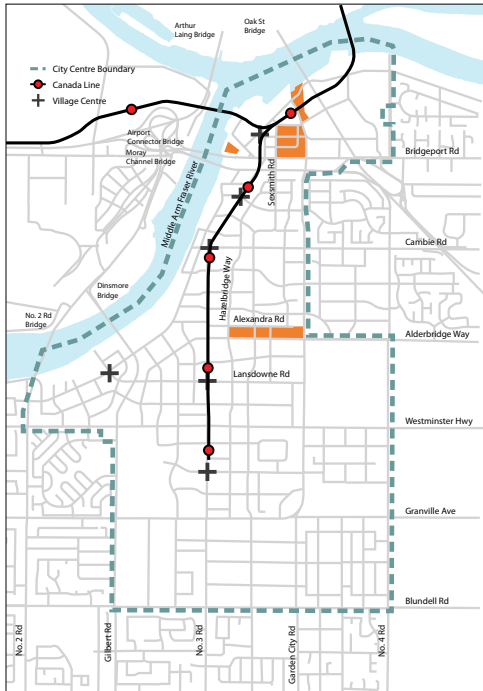 Arthur
Laing Bridge
Oak St
Bridge
City Centre Boundary
Canada Line
Village Centre
Airport
Connector Bridge
Moray
Channel Bridge
Bridgeport Rd
Sexsmith Rd
Middle Arm Fraser River
Cambie Rd
Hazelbridge Way
Dinsmore
Bridge
No. 2 Rd
Bridge
Alexandra Rd
Alderbridge Way
Lansdowne Rd
Westminster Hwy
Granville Ave
Blundell Rd
No. 2 Rd
Gilbert Rd
No. 3 Rd
Garden City Rd
No. 4 Rd